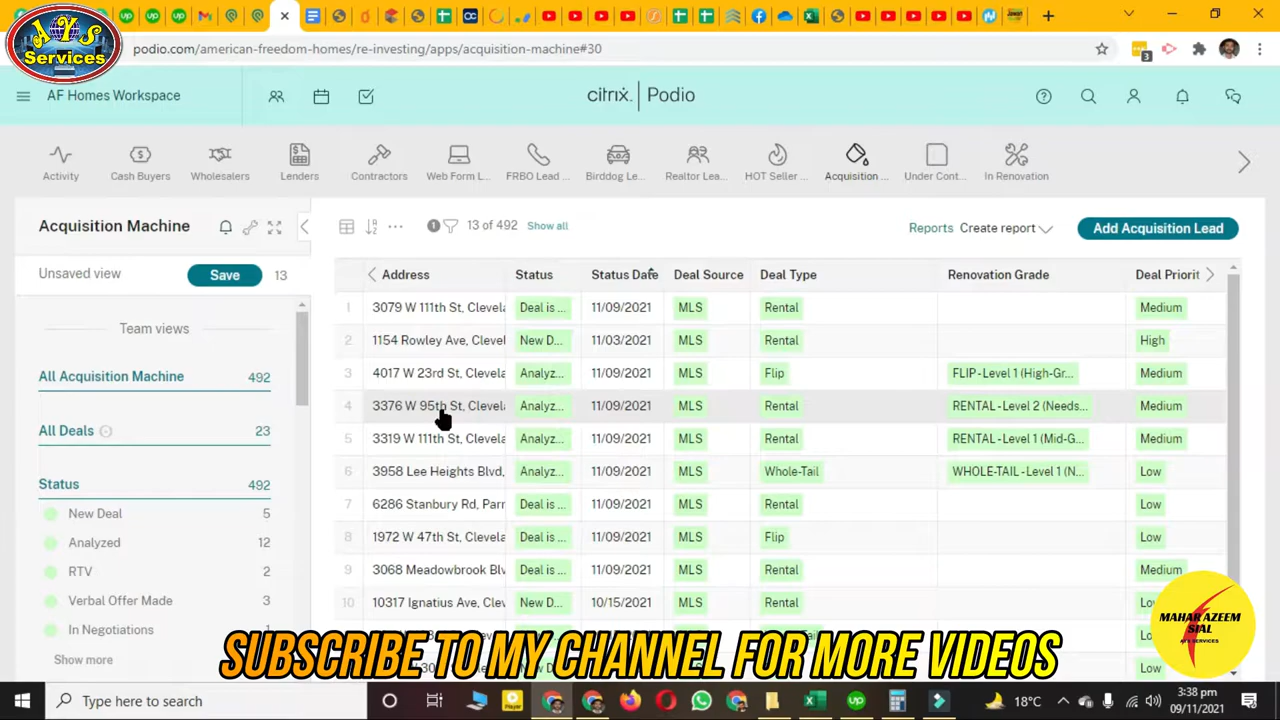 AYS
Services
podio.com/american-freedom-homes/re-investing/apps/acquisition-machine#30
3
AF Homes Workspace
citrix. | Podio
Activity
Cash Buyers
Wholesalers
Lenders
Contractors
Web Form L...
FRBO Lead ...
Birddog Le...
Realtor Lea...
HOT Seller ...
Acquisition ...
Under Cont...
In Renovation
Acquisition Machine
1
13 of 492
Show all
Reports
Create report
Add Acquisition Lead
Unsaved view
Save
13
Team views
All Acquisition Machine 492
All Deals 23
Status 492
New Deal 5
Analyzed 12
RTV 2
Verbal Offer Made 3
In Negotiations 1
Show more
Address Status Status Date Deal Source Deal Type Renovation Grade Deal Priorit
1 3079 W 111th St, Clevela Deal is ... 11/09/2021 MLS Rental Medium
2 1154 Rowley Ave, Clevel New D... 11/03/2021 MLS Rental High
3 4017 W 23rd St, Clevela Analyz... 11/09/2021 MLS Flip FLIP - Level 1 (High-Gr... Medium
4 3376 W 95th St, Clevela Analyz... 11/09/2021 MLS Rental RENTAL - Level 2 (Needs... Medium
5 3319 W 111th St, Clevela Analyz... 11/09/2021 MLS Rental RENTAL - Level 1 (Mid-G... Medium
6 3958 Lee Heights Blvd, Analyz... 11/09/2021 MLS Whole-Tail WHOLE-TAIL - Level 1 (N... Low
7 6286 Stanbury Rd, Parr Deal is ... 11/09/2021 MLS Rental Low
8 1972 W 47th St, Clevela Deal is ... 11/09/2021 MLS Flip Low
9 3068 Meadowbrook Blv Deal is ... 11/09/2021 MLS Rental Medium
10 10317 Ignatius Ave, Clev New D... 10/15/2021 MLS Rental
SUBSCRIBE TO MY CHANNEL FOR MORE VIDEOS
MAHAR AZEEM
SIAL
AYS SERVICES
Type here to search
18°C
3:38 pm
09/11/2021